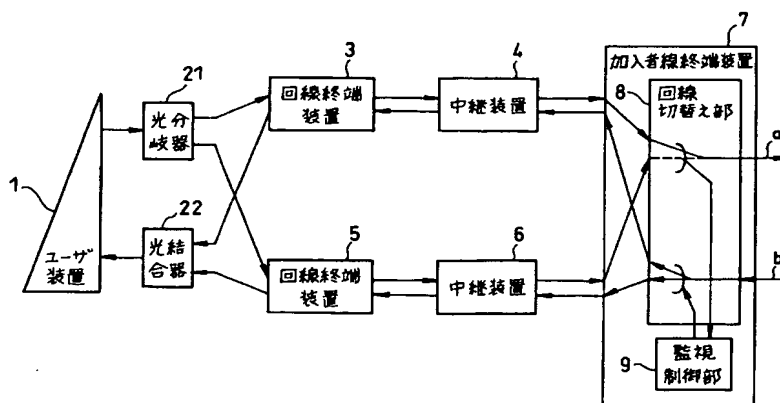 7
加入者線終端装置
8
回線
切替え部
a
b
監視
制御部
9
3
回線終端
装置
4
中継装置
21
光分
岐器
1
ユーザ
装置
22
光結
合器
5
回線終端
装置
6
中継装置